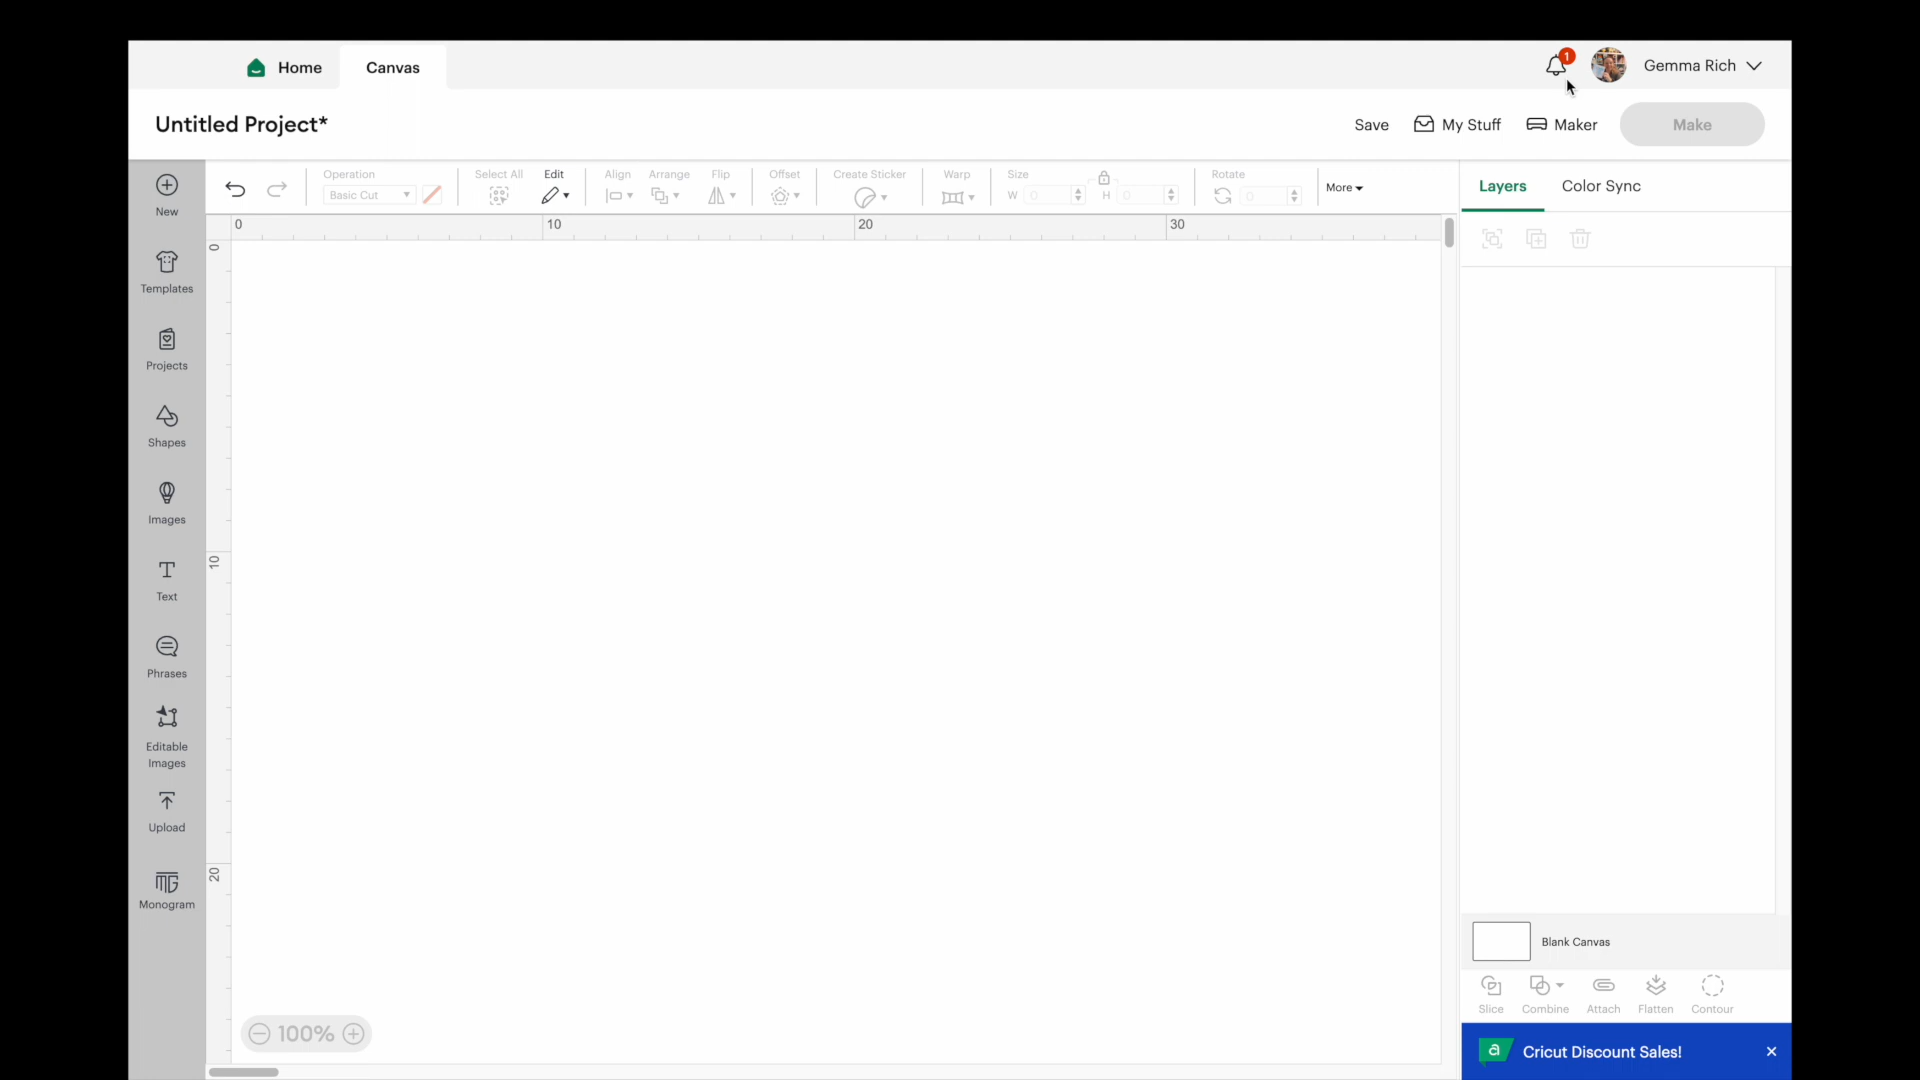 Home
Canvas
1
Gemma Rich
Untitled Project*
Save
My Stuff
Maker
Make
New
Templates
Projects
Shapes
Images
Text
Phrases
Editable
Images
Upload
Monogram
Operation
Basic Cut
Select All
Edit
Align
Arrange
Flip
Offset
Create Sticker
Warp
Size
W 0
H 0
Rotate
0
More
0 10 20 30
0
10
20
100%
Layers
Color Sync
Blank Canvas
Slice
Combine
Attach
Flatten
Contour
a
Cricut Discount Sales!